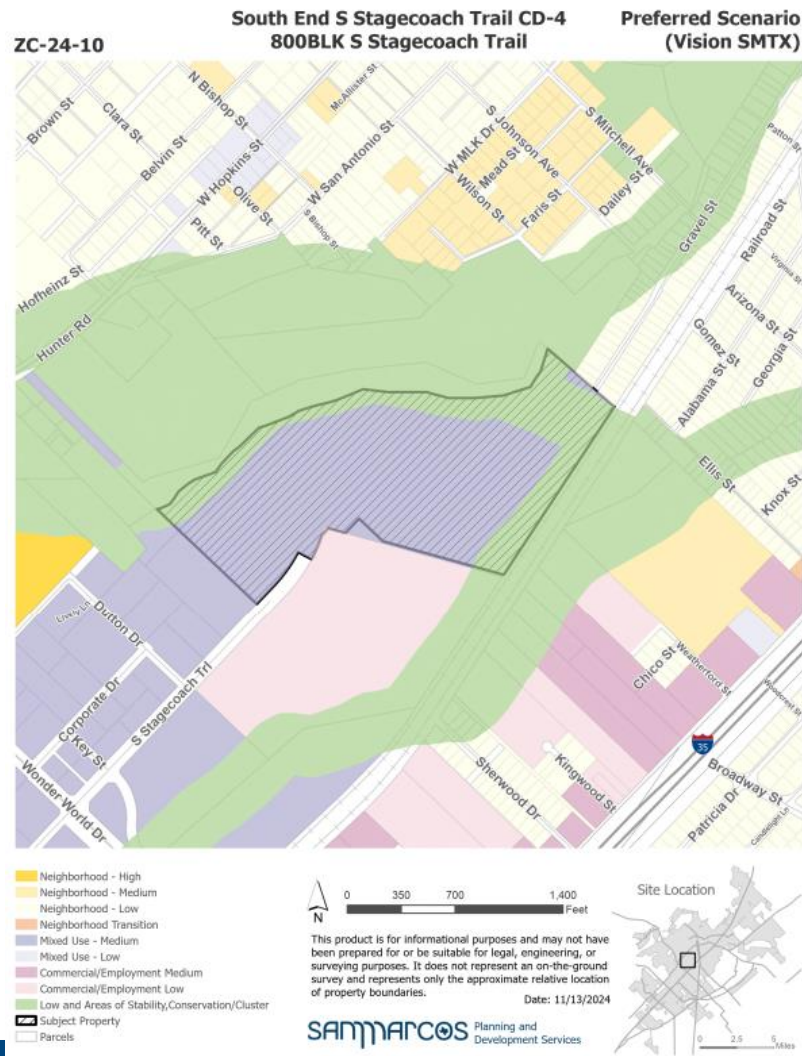 ZC-24-10
South End S Stagecoach Trail CD-4
800BLK S Stagecoach Trail
Preferred Scenario
(Vision SMTX)
Brown St
Clara St
Belvin St
N Bishop St
W Hopkins St
McAllister St
W San Antonio St
Olive St
Pitt St
S Bishop St
Hofheinz St
Hunter Rd
W MLK Dr
S Johnson Ave
S Mitchell Ave
Mead St
Wilson St
Faris St
Dailey St
Gravel St
Patton St
Railroad St
Virginia St
Arizona St
Gomez St
Georgia St
Alabama St
Ellis St
Knox St
Dutton Dr
Corporate Dr
Key St
S Stagecoach Trl
Wonder World Dr
Chico St
Weatherford St
Woodcrest St
35
Sherwood Dr
Kingwood St
Broadway St
Patricia Dr
Candlelight Ln
Neighborhood - High
Neighborhood - Medium
Neighborhood - Low
Neighborhood Transition
Mixed Use - Medium
Mixed Use - Low
Commercial/Employment Medium
Commercial/Employment Low
Low and Areas of Stability,Conservation/Cluster
Subject Property
Parcels
N
0 350 700 1,400
Feet
This product is for informational purposes and may not have
been prepared for or be suitable for legal, engineering, or
surveying purposes. It does not represent an on-the-ground
survey and represents only the approximate relative location
of property boundaries.
Date: 11/13/2024
SAN MARCOS
Planning and
Development Services
Site Location
0 2.5 5
Miles